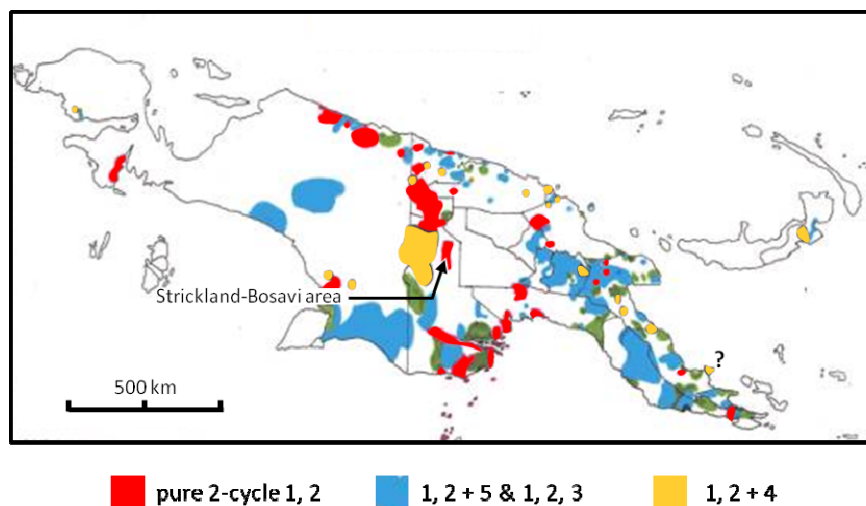 ?
Strickland-Bosavi area
500 km
pure 2-cycle 1, 2
1, 2 + 5 & 1, 2, 3
1, 2 + 4